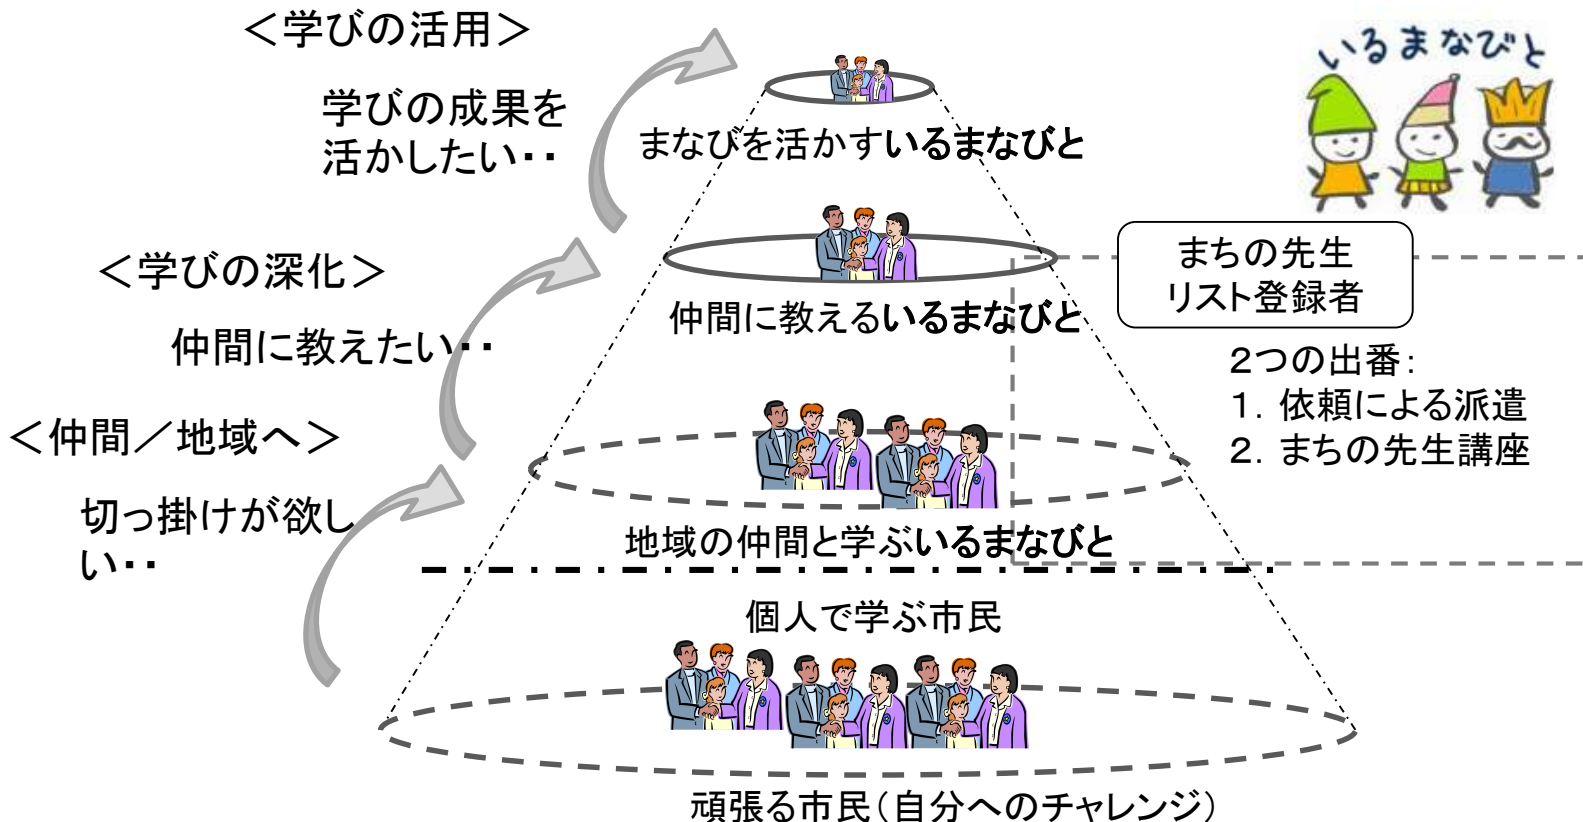 ＜学びの活用＞
学びの成果を
活かしたい・・
まなびを活かすいるまなびと
いるまなびと
＜学びの深化＞
仲間に教えたい・・
仲間に教えるいるまなびと
まちの先生
リスト登録者
2つの出番：
1．依頼による派遣
2．まちの先生講座
＜仲間／地域へ＞
切っ掛けが欲し
い・・
地域の仲間と学ぶいるまなびと
個人で学ぶ市民
頑張る市民（自分へのチャレンジ）